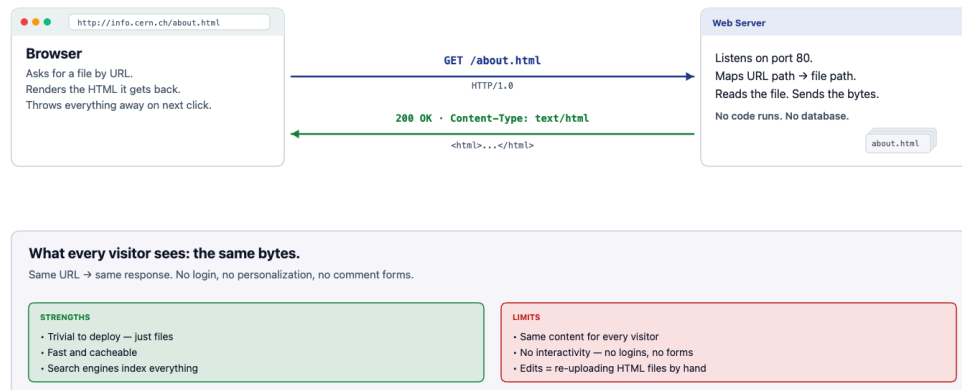 http://info.cern.ch/about.html
Browser
Asks for a file by URL.
Renders the HTML it gets back.
Throws everything away on next click.
GET /about.html
HTTP/1.0
200 OK · Content-Type: text/html
<html>...</html>
Web Server
Listens on port 80.
Maps URL path → file path.
Reads the file. Sends the bytes.
No code runs. No database.
about.html
What every visitor sees: the same bytes.
Same URL → same response. No login, no personalization, no comment forms.
STRENGTHS
• Trivial to deploy — just files
• Fast and cacheable
• Search engines index everything
LIMITS
• Same content for every visitor
• No interactivity — no logins, no forms
• Edits = re-uploading HTML files by hand